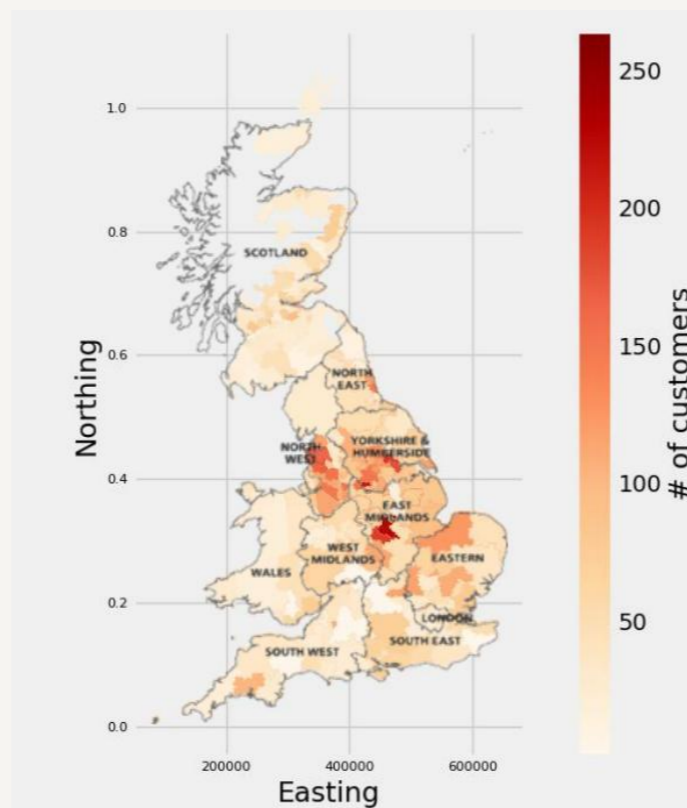 250
1.0
200
0.8
SCOTLAND
Northing
# of customers
0.6
150
NORTH
EAST
NORTH
WEST
YORKSHIRE &
HUMBERSIDE
0.4
100
EAST
MIDLANDS
WEST
MIDLANDS
EASTERN
WALES
0.2
50
LONDON
SOUTH EAST
SOUTH WEST
0.0
200000
400000
600000
Easting